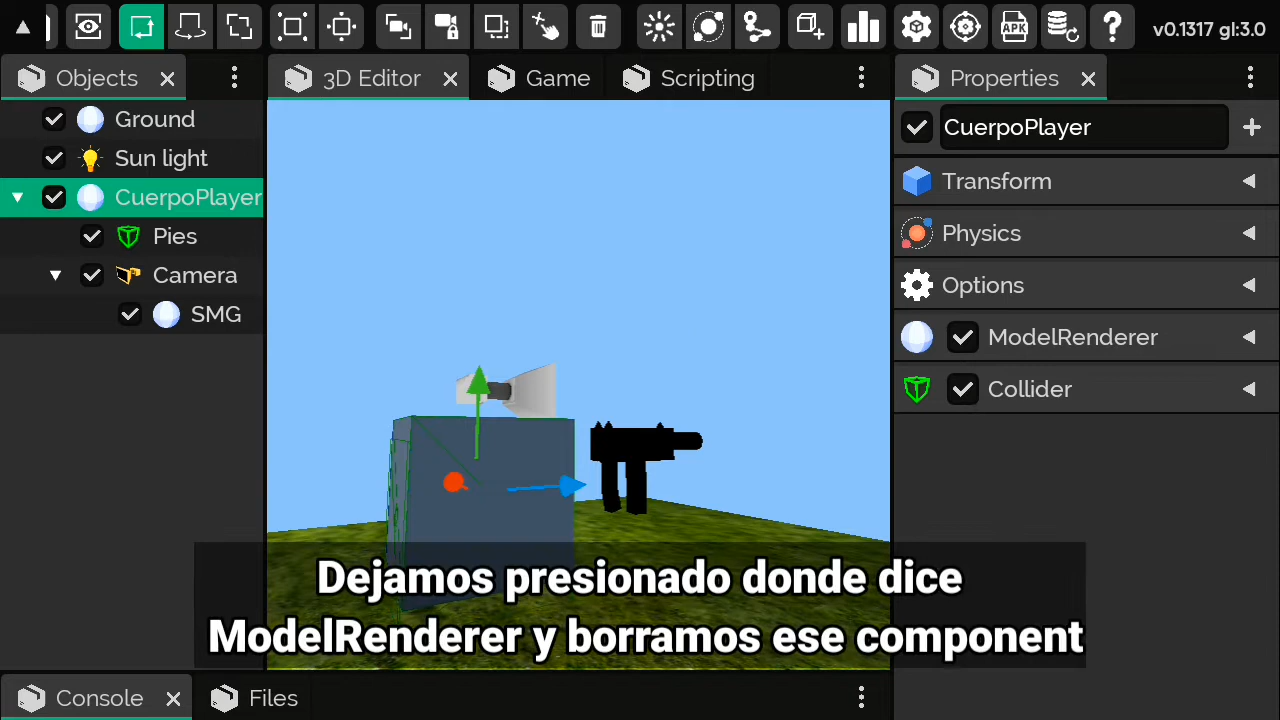 APK
v0.1317 gl:3.0
Objects
3D Editor
Game
Scripting
Properties
Ground
Sun light
CuerpoPlayer
Pies
Camera
SMG
CuerpoPlayer
Transform
Physics
Options
ModelRenderer
Collider
Dejamos presionado donde dice
ModelRenderer y borramos ese component
Console
Files